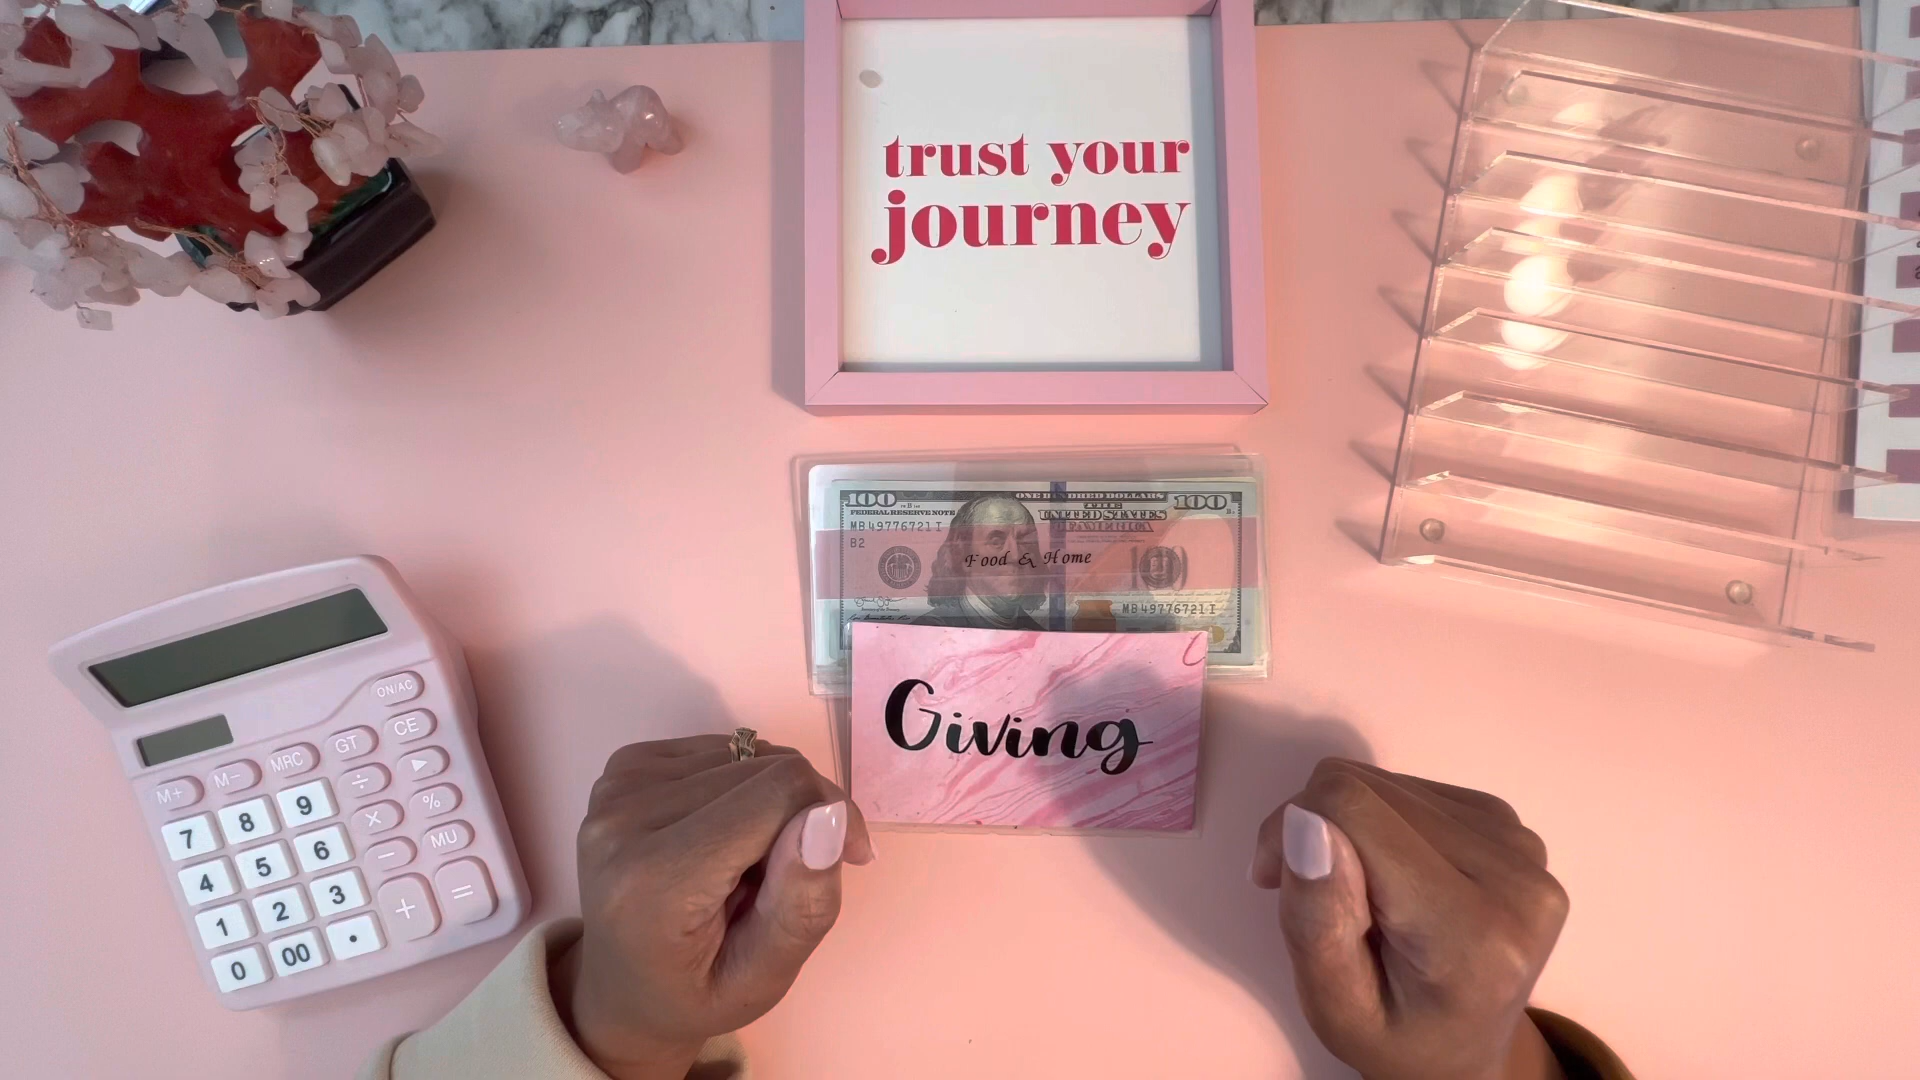 trust your
journey
100
ONE HUNDRED DOLLARS
100
FEDERAL RESERVE NOTE
THE
UNITED STATES
OF AMERICA
MB 49776721 I
B2
Food & Home
100
MB 49776721 I
Giving
ON/AC
M+ M- MRC GT CE
7 8 9 ÷ ▶
4 5 6 × %
1 2 3 − MU
0 00 • + =